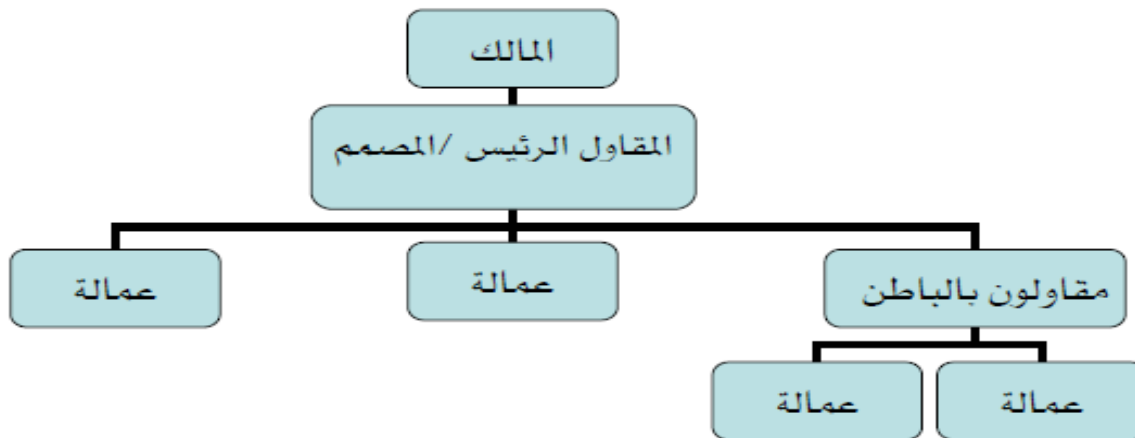 المالك
المقاول الرئيس /المصمم
مقاولون بالباطن
عمالة
عمالة
عمالة
عمالة